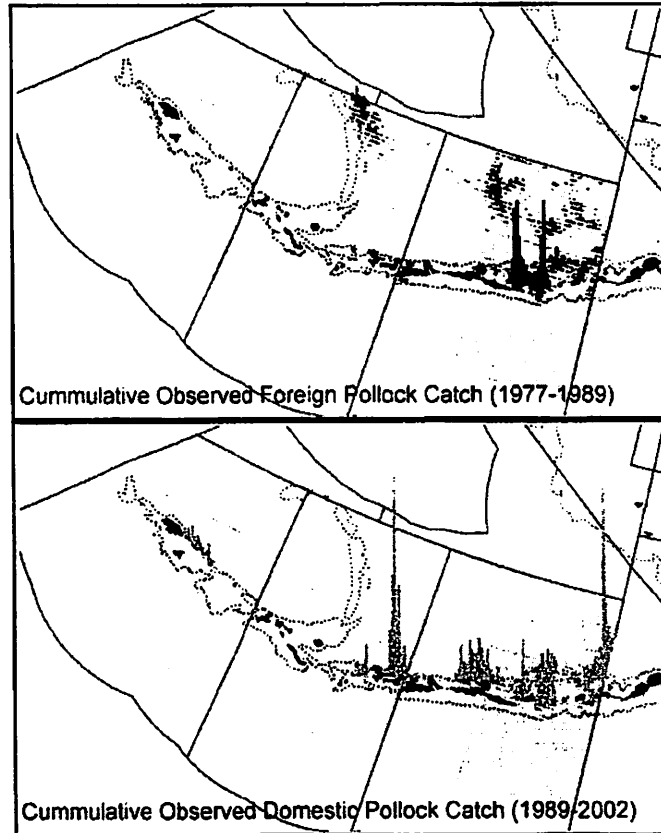 Cummulative Observed Foreign Pollock Catch (1977-1989)
Cummulative Observed Domestic Pollock Catch (1989-2002)